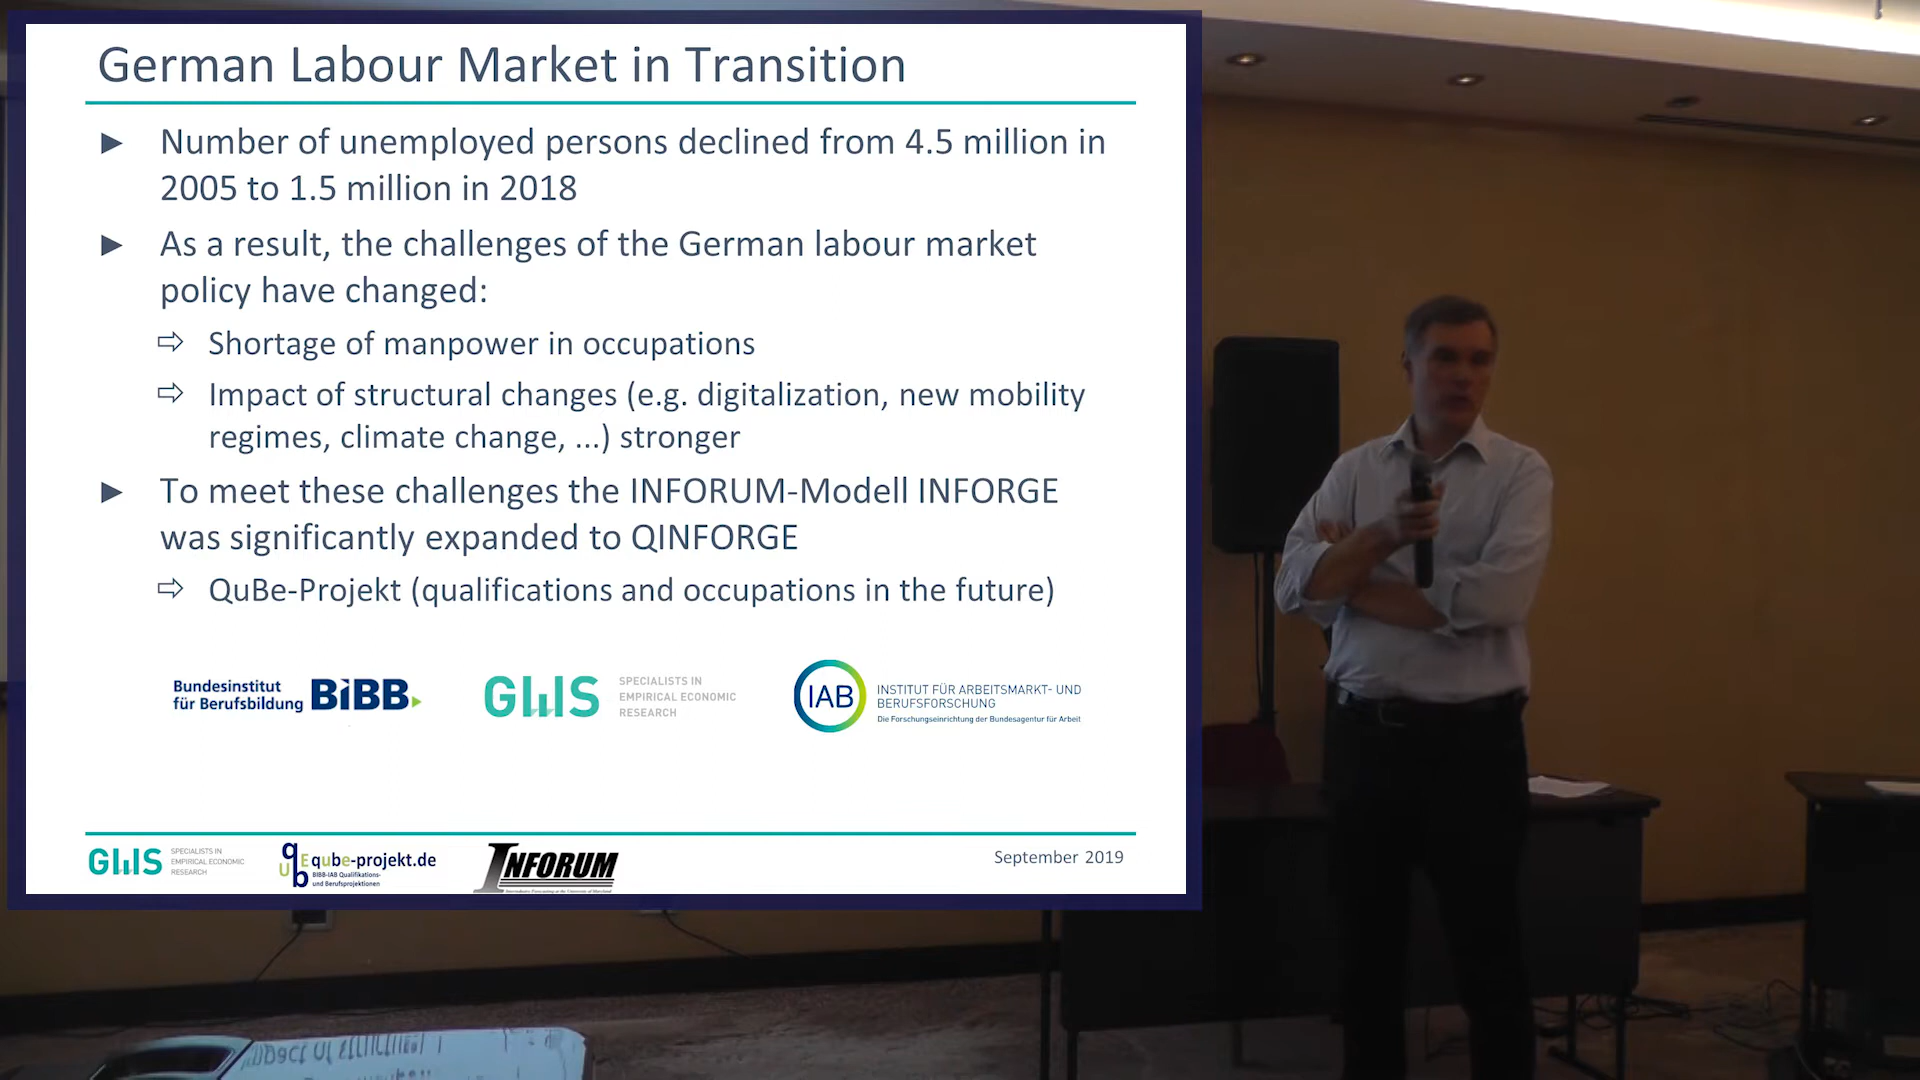 German Labour Market in Transition
► Number of unemployed persons declined from 4.5 million in
2005 to 1.5 million in 2018
► As a result, the challenges of the German labour market
policy have changed:
⇨ Shortage of manpower in occupations
⇨ Impact of structural changes (e.g. digitalization, new mobility
regimes, climate change, ...) stronger
► To meet these challenges the INFORUM-Modell INFORGE
was significantly expanded to QINFORGE
⇨ QuBe-Projekt (qualifications and occupations in the future)
Bundesinstitut
für Berufsbildung
BiBB
GWS
SPECIALISTS IN
EMPIRICAL ECONOMIC
RESEARCH
IAB
INSTITUT FÜR ARBEITSMARKT- UND
BERUFSFORSCHUNG
Die Forschungseinrichtung der Bundesagentur für Arbeit
GWS
SPECIALISTS IN
EMPIRICAL ECONOMIC
RESEARCH
quBE
qube-projekt.de
BIBB-IAB Qualifikations-
und Berufsprojektionen
INFORUM
Interindustry Forecasting at the University of Maryland
September 2019
Impact of structural